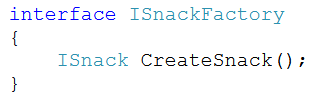 interface ISnackFactory
{
    ISnack CreateSnack();
}